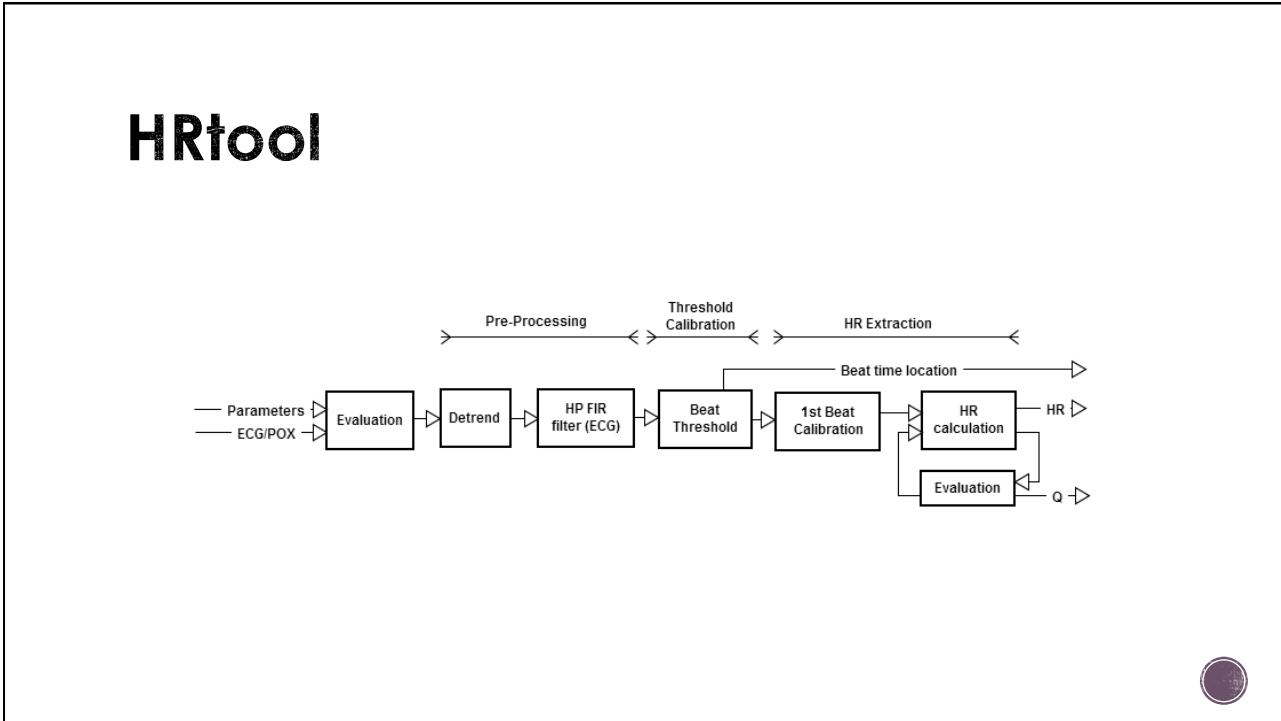 HRtool
Threshold
Pre-Processing
Calibration
HR Extraction
Beat time location
Parameters
ECG/POX
Evaluation
Detrend
HP FIR
filter (ECG)
Beat
Threshold
1st Beat
Calibration
HR
calculation
HR
Evaluation
Q